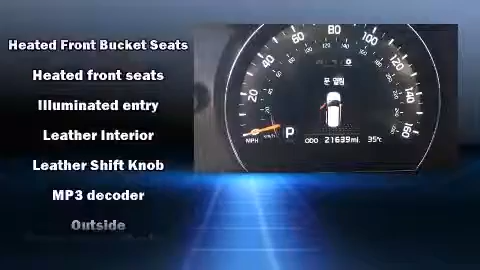 Heated Front Bucket Seats
Heated front seats
Illuminated entry
Leather Interior
Leather Shift Knob
MP3 decoder
Outside
20
40
60
80
100
120
140
160
문 열림
MPH
km/h
P
ODO 21639mi. 35℃